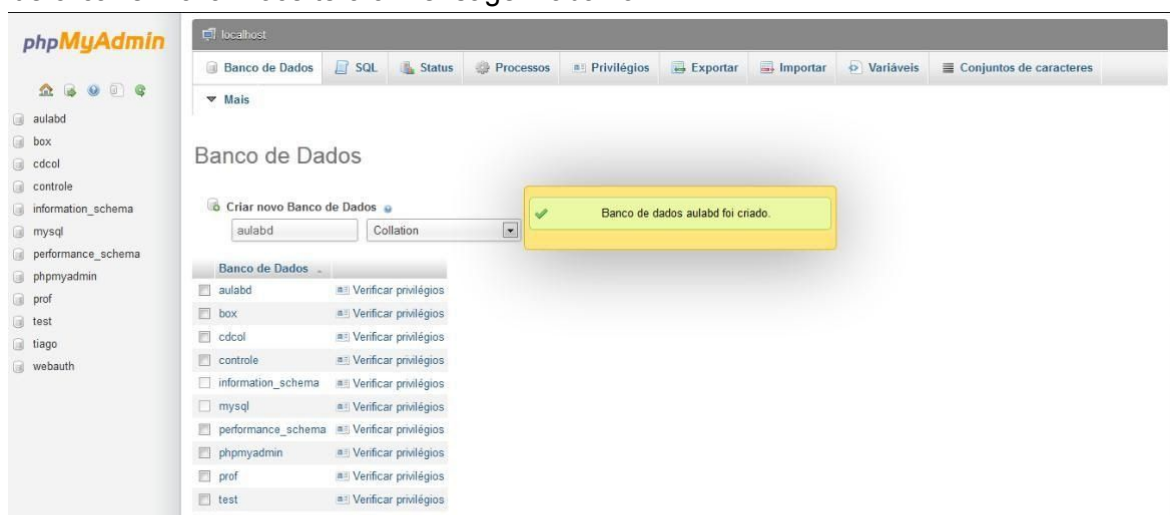 phpMyAdmin
aulabd
box
cdcol
controle
information_schema
mysql
performance_schema
phpmyadmin
prof
test
tiago
webauth
localhost
Banco de Dados SQL Status Processos Privilégios Exportar Importar Variáveis Conjuntos de caracteres
Mais
Banco de Dados
Criar novo Banco de Dados
aulabd Collation
Banco de dados aulabd foi criado.
Banco de Dados
aulabd Verificar privilégios
box Verificar privilégios
cdcol Verificar privilégios
controle Verificar privilégios
information_schema Verificar privilégios
mysql Verificar privilégios
performance_schema Verificar privilégios
phpmyadmin Verificar privilégios
prof Verificar privilégios
test Verificar privilégios